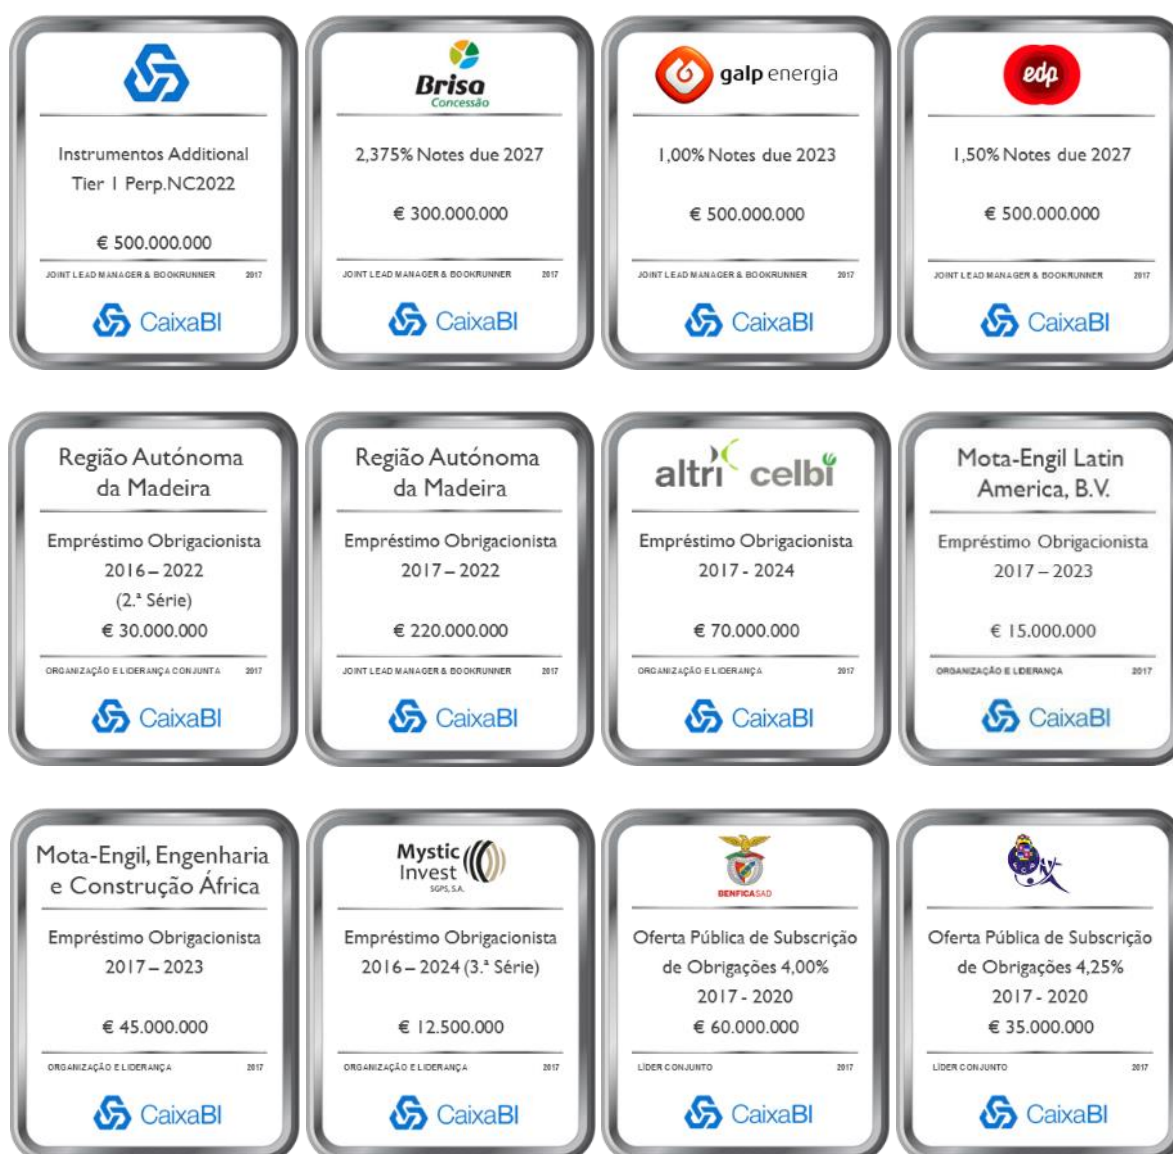 Instrumentos Additional
Tier 1 Perp.NC2022
€ 500.000.000
JOINT LEAD MANAGER & BOOKRUNNER 2017
CaixaBI
Brisa
Concessão
2,375% Notes due 2027
€ 300.000.000
JOINT LEAD MANAGER & BOOKRUNNER 2017
CaixaBI
galp energia
1,00% Notes due 2023
€ 500.000.000
JOINT LEAD MANAGER & BOOKRUNNER 2017
CaixaBI
edp
1,50% Notes due 2027
€ 500.000.000
JOINT LEAD MANAGER & BOOKRUNNER 2017
CaixaBI
Região Autónoma
da Madeira
Empréstimo Obrigacionista
2016 – 2022
(2.ª Série)
€ 30.000.000
ORGANIZAÇÃO E LIDERANÇA CONJUNTA 2017
CaixaBI
Região Autónoma
da Madeira
Empréstimo Obrigacionista
2017 – 2022
€ 220.000.000
JOINT LEAD MANAGER & BOOKRUNNER 2017
CaixaBI
altri celbi
Empréstimo Obrigacionista
2017 - 2024
€ 70.000.000
ORGANIZAÇÃO E LIDERANÇA 2017
CaixaBI
Mota-Engil Latin
America, B.V.
Empréstimo Obrigacionista
2017 – 2023
€ 15.000.000
ORGANIZAÇÃO E LIDERANÇA 2017
CaixaBI
Mota-Engil, Engenharia
e Construção África
Empréstimo Obrigacionista
2017 – 2023
€ 45.000.000
ORGANIZAÇÃO E LIDERANÇA 2017
CaixaBI
Mystic
Invest
SGPS, S.A.
Empréstimo Obrigacionista
2016 – 2024 (3.ª Série)
€ 12.500.000
ORGANIZAÇÃO E LIDERANÇA 2017
CaixaBI
BENFICA SAD
Oferta Pública de Subscrição
de Obrigações 4,00%
2017 - 2020
€ 60.000.000
LÍDER CONJUNTO 2017
CaixaBI
Oferta Pública de Subscrição
de Obrigações 4,25%
2017 - 2020
€ 35.000.000
LÍDER CONJUNTO 2017
CaixaBI